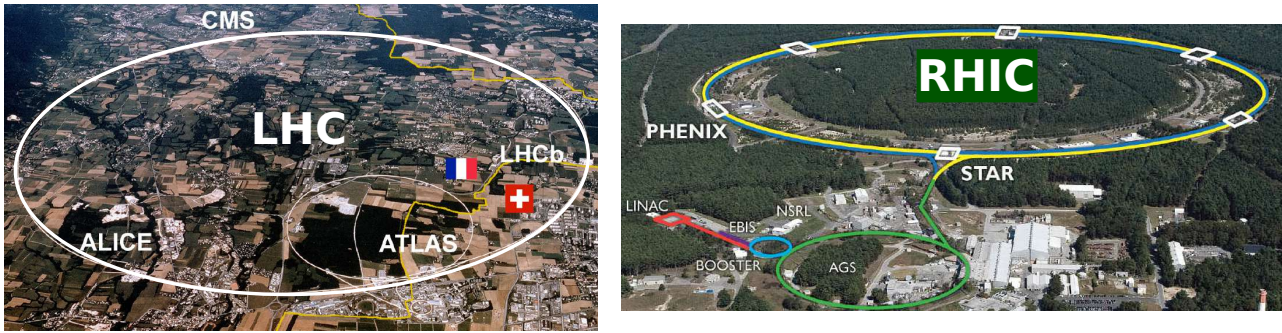 CMS
LHC
LHCb
ALICE
ATLAS
RHIC
PHENIX
STAR
LINAC
NSRL
EBIS
BOOSTER
AGS